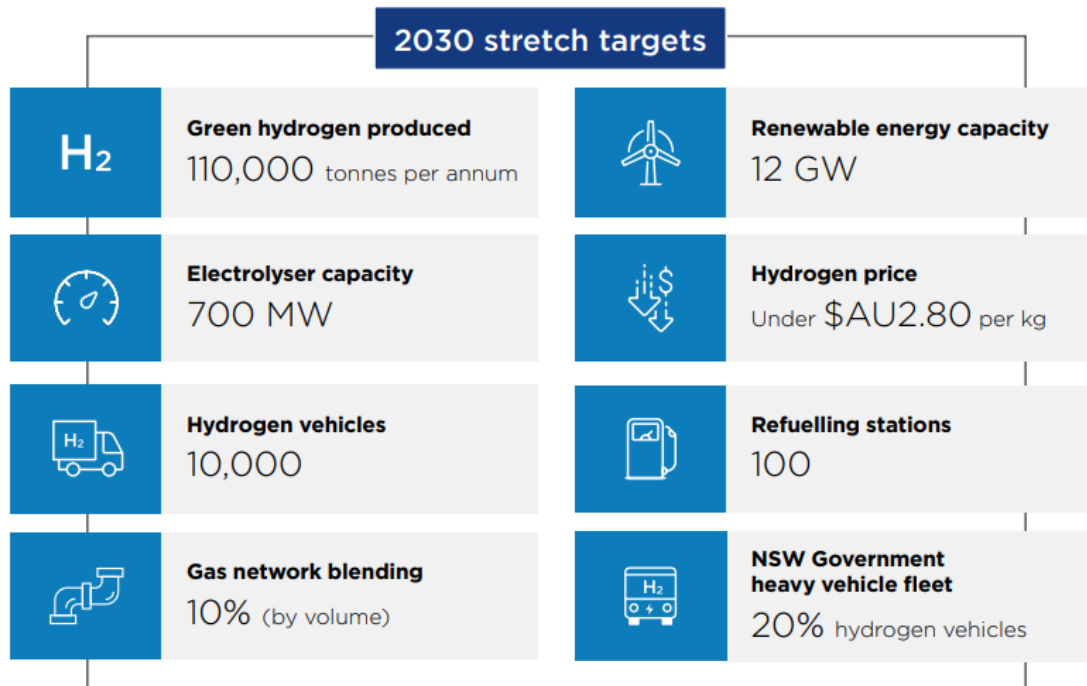 2030 stretch targets
H2
Green hydrogen produced
110,000 tonnes per annum
Renewable energy capacity
12 GW
Electrolyser capacity
700 MW
$
Hydrogen price
Under $AU2.80 per kg
H2
Hydrogen vehicles
10,000
Refuelling stations
100
Gas network blending
10% (by volume)
H2
NSW Government
heavy vehicle fleet
20% hydrogen vehicles